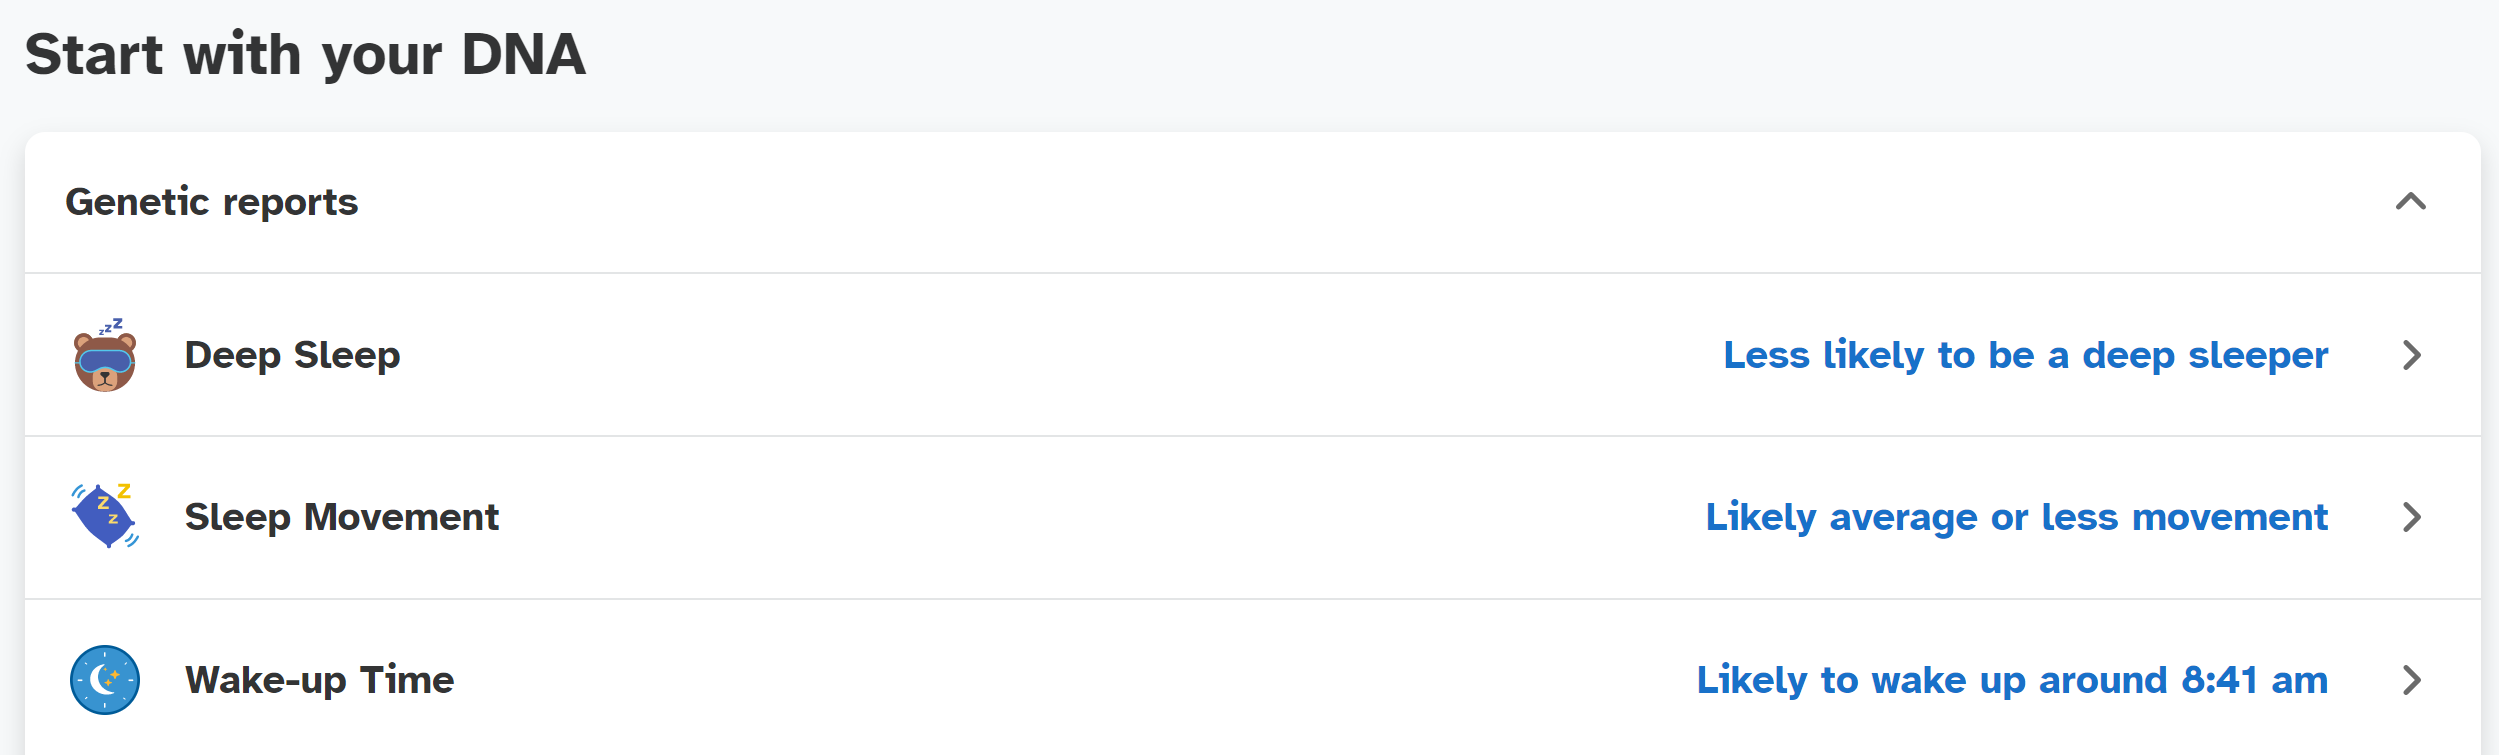 Start with your DNA
Genetic reports
z z z
Deep Sleep
Less likely to be a deep sleeper
z z z
Sleep Movement
Likely average or less movement
Wake-up Time
Likely to wake up around 8:41 am